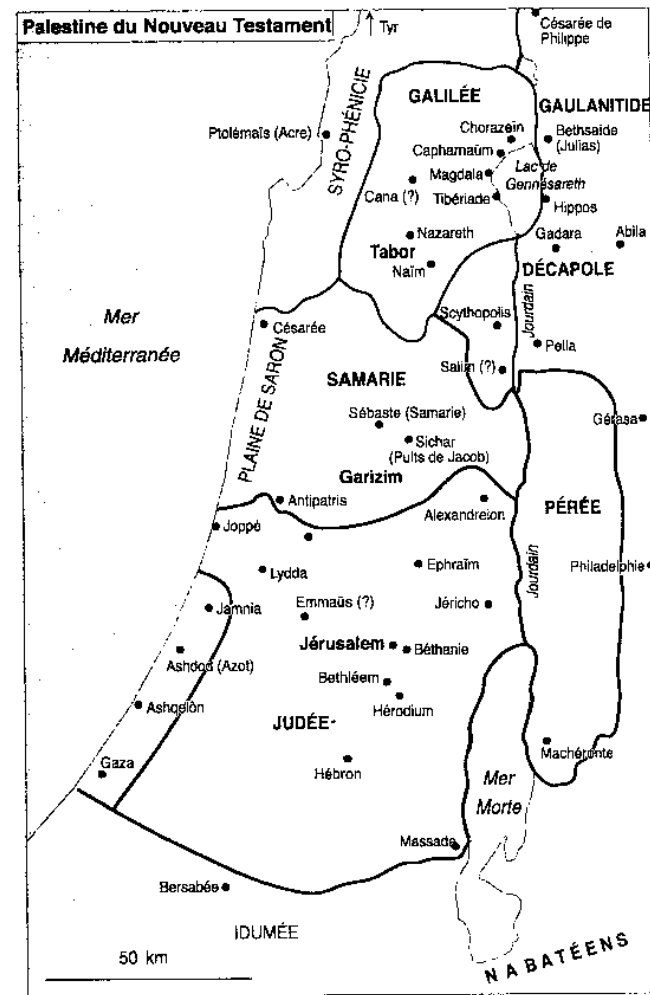 Palestine du Nouveau Testament
Tyr
Césarée de
Philippe
GALILÉE
GAULANITIDE
SYRO-PHÉNICIE
Ptolémaïs (Acre)
Chorazeïn
Bethsaide
(Julias)
Capharnaüm
Lac de
Gennésareth
Magdala
Cana (?)
Tibériade
Hippos
Nazareth
Gadara
Abila
Tabor
Naïm
DÉCAPOLE
Mer
Méditerranée
Césarée
Scythopolis
Jourdain
Pella
Salim (?)
PLAINE DE SARON
SAMARIE
Sébaste (Samarie)
Gérasa
Sichar
(Puits de Jacob)
Garizim
Antipatris
Alexandreion
PÉRÉE
Joppé
Lydda
Ephraïm
Jourdain
Philadelphie
Jamnia
Emmaüs (?)
Jéricho
Jérusalem
Béthanie
Ashdod (Azot)
Bethléem
Hérodium
Ashqelôn
JUDÉE
Machéronte
Gaza
Hébron
Mer
Morte
Massada
Bersabée
IDUMÉE
NABATÉENS
50 km